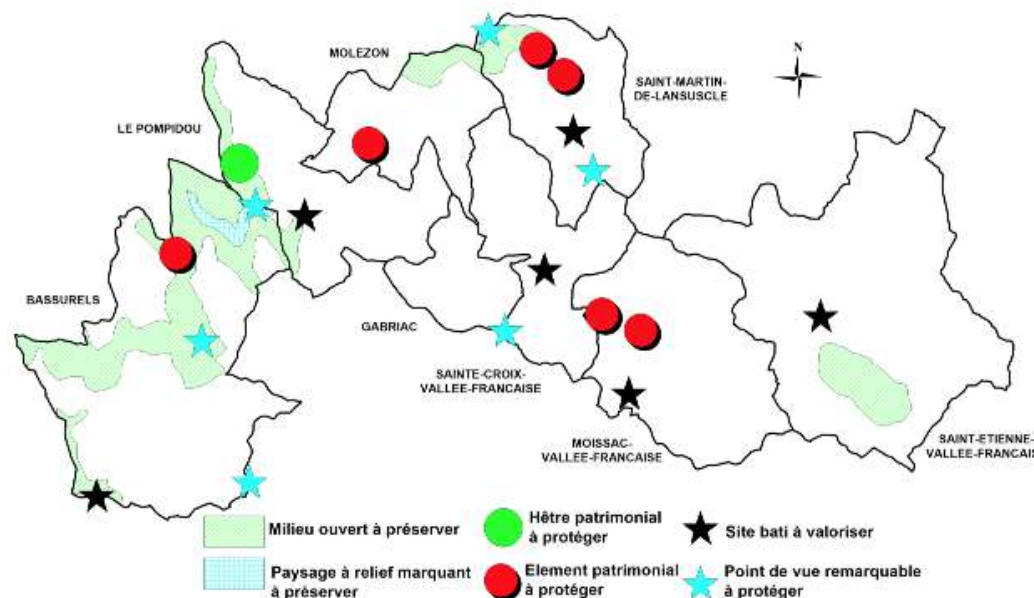 MOLEZON
N
SAINT-MARTIN-
DE-LANSUSCLE
LE POMPIDOU
BASSURELS
GABRIAC
SAINTE-CROIX-
VALLEE-FRANCAISE
MOISSAC-
VALLEE-FRANCAISE
SAINT-ETIENNE-
VALLEE-FRANCAIS
Milieu ouvert à préserver
Hêtre patrimonial
à protéger
Site bati à valoriser
Paysage à relief marquant
à préserver
Element patrimonial
à protéger
Point de vue remarquable
à protéger